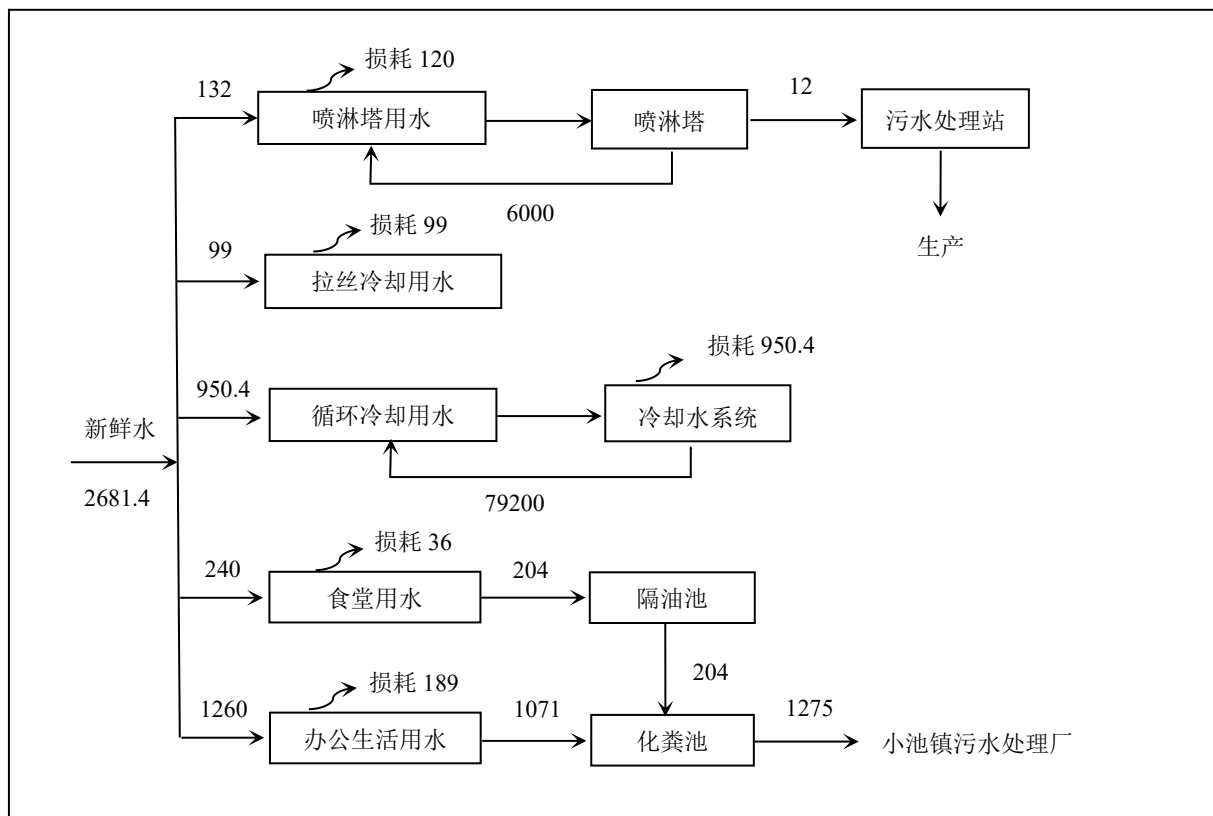 损耗 120
132
喷淋塔用水
喷淋塔
12
污水处理站
6000
生产
损耗 99
99
拉丝冷却用水
损耗 950.4
950.4
循环冷却用水
冷却水系统
新鲜水
2681.4
79200
损耗 36
240
食堂用水
204
隔油池
204
损耗 189
1260
办公生活用水
1071
化粪池
1275
小池镇污水处理厂